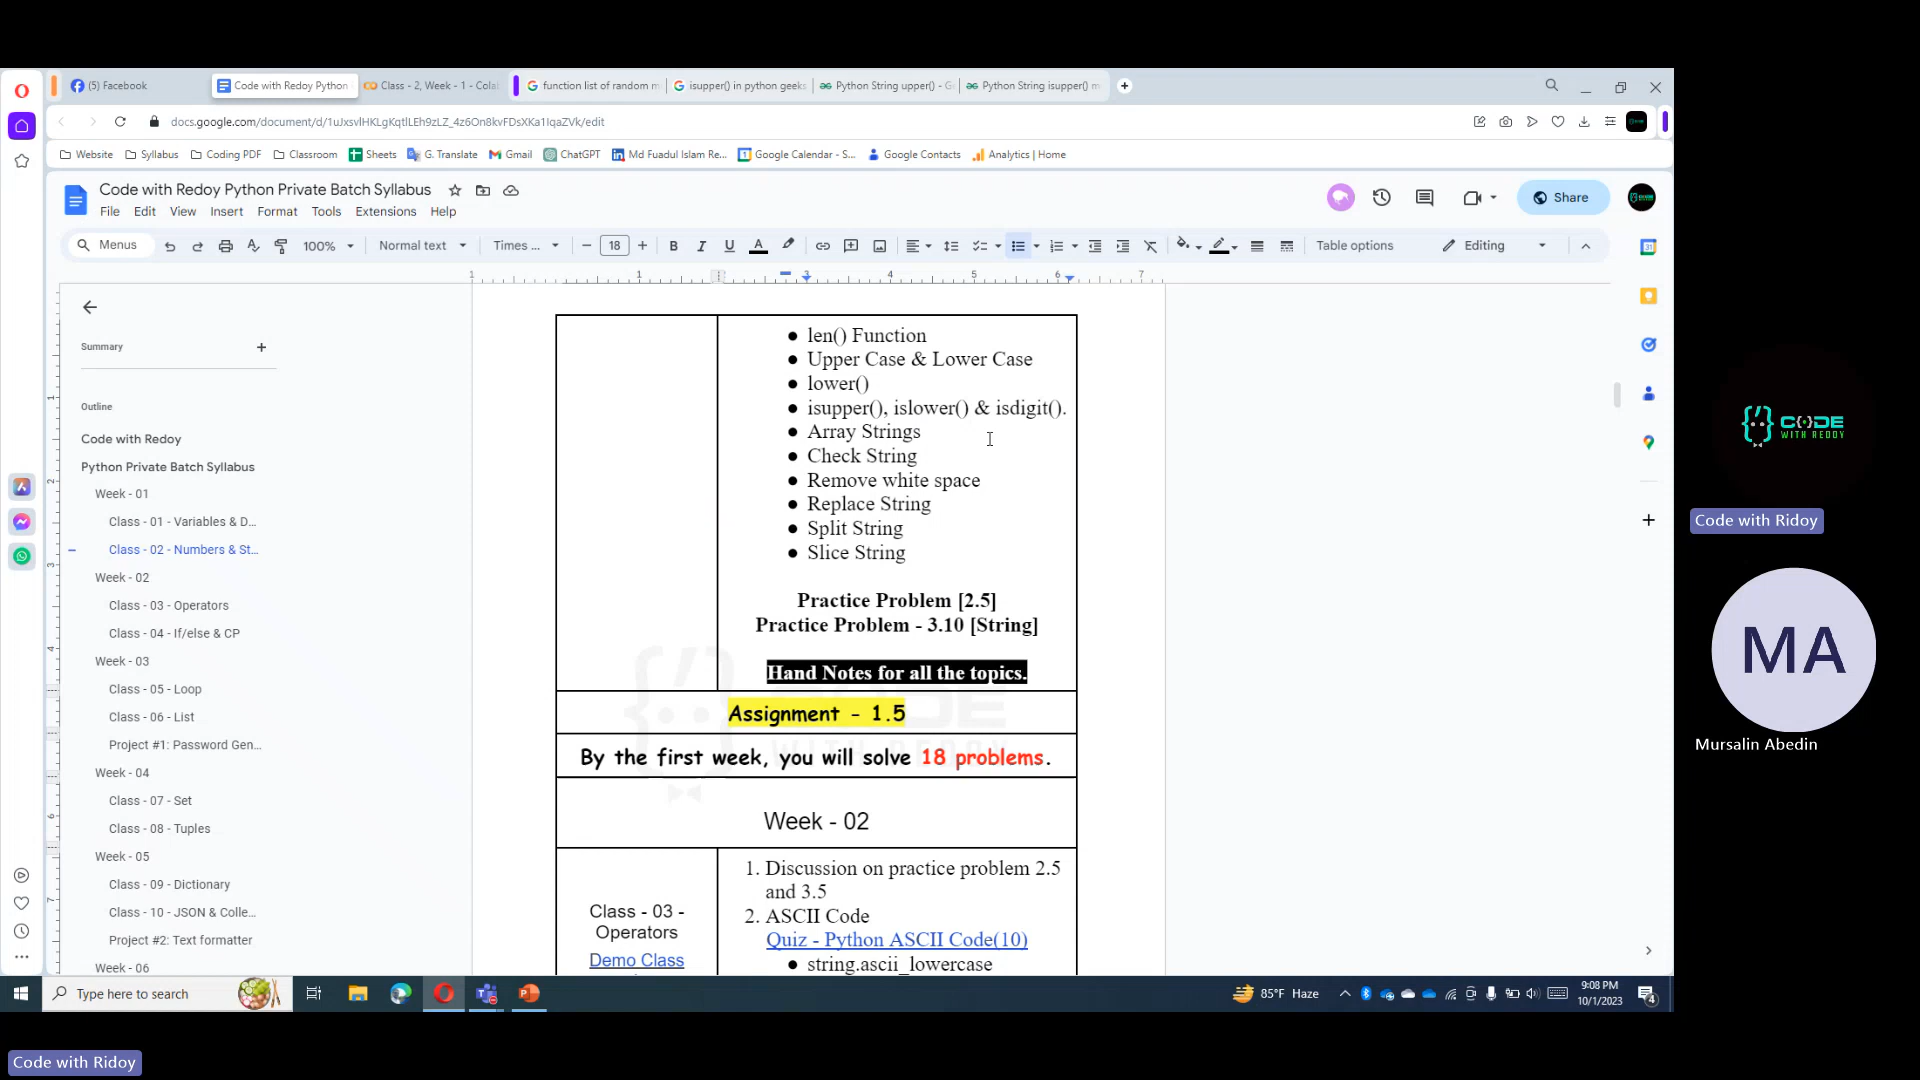 (5) Facebook
Code with Redoy Python
Class - 2, Week - 1 - Cola
function list of random m
isupper() in python geeks
Python String upper() - G
Python String isupper() m
docs.google.com/document/d/
/edit
Website
Syllabus
Coding PDF
Classroom
Sheets
G. Translate
Gmail
ChatGPT
Md Fuadul Islam Re...
Google Calendar - S...
Google Contacts
Analytics | Home
Code with Redoy Python Private Batch Syllabus
File Edit View Insert Format Tools Extensions Help
Share
Menus
100%
Normal text
Times ...
18
Table options
Editing
1 1 3 4 5 6 7
Summary
Outline
Code with Redoy
Python Private Batch Syllabus
Week - 01
Class - 01 - Variables & D...
Class - 02 - Numbers & St...
Week - 02
Class - 03 - Operators
Class - 04 - If/else & CP
Week - 03
Class - 05 - Loop
Class - 06 - List
Project #1: Password Gen...
Week - 04
Class - 07 - Set
Class - 08 - Tuples
Week - 05
Class - 09 - Dictionary
Class - 10 - JSON & Colle...
Project #2: Text formatter
Week - 06
● len() Function
● Upper Case & Lower Case
● lower()
● isupper(), islower() & isdigit().
● Array Strings
● Check String
● Remove white space
● Replace String
● Split String
● Slice String
Practice Problem [2.5]
Practice Problem - 3.10 [String]
Hand Notes for all the topics.
Assignment - 1.5
By the first week, you will solve 18 problems.
Week - 02
Class - 03 -
Operators
Demo Class
1. Discussion on practice problem 2.5
and 3.5
2. ASCII Code
Quiz - Python ASCII Code(10)
● string.ascii_lowercase
CODE
WITH REDOY
Code with Ridoy
MA
Mursalin Abedin
Type here to search
85°F Haze
9:08 PM
10/1/2023
4
Code with Ridoy